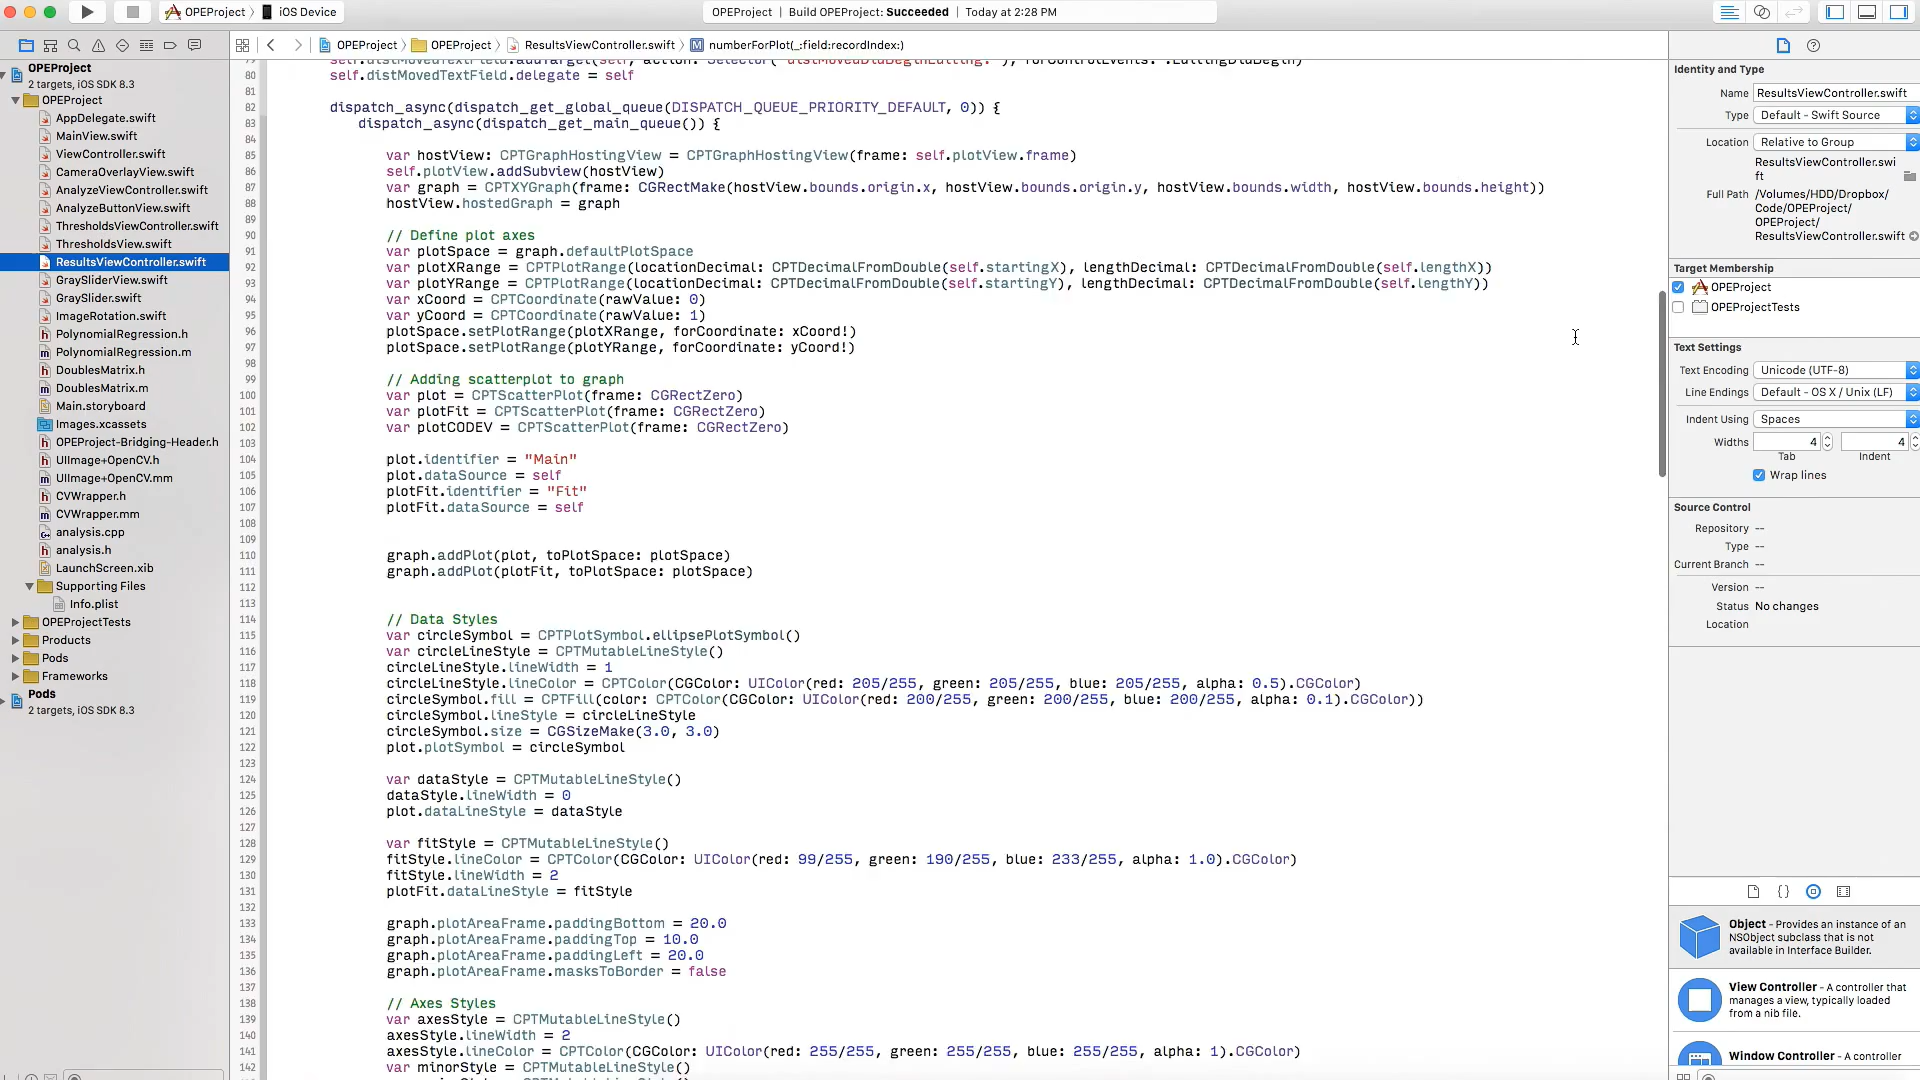 OPEProject
iOS Device
OPEProject | Build OPEProject: Succeeded | Today at 2:28 PM
OPEProject
OPEProject
ResultsViewController.swift
M numberForPlot(_:field:recordIndex:)
OPEProject
2 targets, iOS SDK 8.3
OPEProject
AppDelegate.swift
MainView.swift
ViewController.swift
CameraOverlayView.swift
AnalyzeViewController.swift
AnalyzeButtonView.swift
ThresholdsViewController.swift
ThresholdsView.swift
ResultsViewController.swift
GraySliderView.swift
GraySlider.swift
ImageRotation.swift
PolynomialRegression.h
PolynomialRegression.m
DoublesMatrix.h
DoublesMatrix.m
Main.storyboard
Images.xcassets
OPEProject-Bridging-Header.h
UIImage+OpenCV.h
UIImage+OpenCV.mm
CVWrapper.h
CVWrapper.mm
analysis.cpp
analysis.h
LaunchScreen.xib
Supporting Files
Info.plist
OPEProjectTests
Products
Pods
Frameworks
Pods
2 targets, iOS SDK 8.3
80 self.distMovedTextField.delegate = self
81
82 dispatch_async(dispatch_get_global_queue(DISPATCH_QUEUE_PRIORITY_DEFAULT, 0)) {
83 dispatch_async(dispatch_get_main_queue()) {
84
85 var hostView: CPTGraphHostingView = CPTGraphHostingView(frame: self.plotView.frame)
86 self.plotView.addSubview(hostView)
87 var graph = CPTXYGraph(frame: CGRectMake(hostView.bounds.origin.x, hostView.bounds.origin.y, hostView.bounds.width, hostView.bounds.height))
88 hostView.hostedGraph = graph
89
90 // Define plot axes
91 var plotSpace = graph.defaultPlotSpace
92 var plotXRange = CPTPlotRange(locationDecimal: CPTDecimalFromDouble(self.startingX), lengthDecimal: CPTDecimalFromDouble(self.lengthX))
93 var plotYRange = CPTPlotRange(locationDecimal: CPTDecimalFromDouble(self.startingY), lengthDecimal: CPTDecimalFromDouble(self.lengthY))
94 var xCoord = CPTCoordinate(rawValue: 0)
95 var yCoord = CPTCoordinate(rawValue: 1)
96 plotSpace.setPlotRange(plotXRange, forCoordinate: xCoord!)
97 plotSpace.setPlotRange(plotYRange, forCoordinate: yCoord!)
98
99 // Adding scatterplot to graph
100 var plot = CPTScatterPlot(frame: CGRectZero)
101 var plotFit = CPTScatterPlot(frame: CGRectZero)
102 var plotCODEV = CPTScatterPlot(frame: CGRectZero)
103
104 plot.identifier = "Main"
105 plot.dataSource = self
106 plotFit.identifier = "Fit"
107 plotFit.dataSource = self
108
109
110 graph.addPlot(plot, toPlotSpace: plotSpace)
111 graph.addPlot(plotFit, toPlotSpace: plotSpace)
112
113
114 // Data Styles
115 var circleSymbol = CPTPlotSymbol.ellipsePlotSymbol()
116 var circleLineStyle = CPTMutableLineStyle()
117 circleLineStyle.lineWidth = 1
118 circleLineStyle.lineColor = CPTColor(CGColor: UIColor(red: 205/255, green: 205/255, blue: 205/255, alpha: 0.5).CGColor)
119 circleSymbol.fill = CPTFill(color: CPTColor(CGColor: UIColor(red: 200/255, green: 200/255, blue: 200/255, alpha: 0.1).CGColor))
120 circleSymbol.lineStyle = circleLineStyle
121 circleSymbol.size = CGSizeMake(3.0, 3.0)
122 plot.plotSymbol = circleSymbol
123
124 var dataStyle = CPTMutableLineStyle()
125 dataStyle.lineWidth = 0
126 plot.dataLineStyle = dataStyle
127
128 var fitStyle = CPTMutableLineStyle()
129 fitStyle.lineColor = CPTColor(CGColor: UIColor(red: 99/255, green: 190/255, blue: 233/255, alpha: 1.0).CGColor)
130 fitStyle.lineWidth = 2
131 plotFit.dataLineStyle = fitStyle
132
133 graph.plotAreaFrame.paddingBottom = 20.0
134 graph.plotAreaFrame.paddingTop = 10.0
135 graph.plotAreaFrame.paddingLeft = 20.0
136 graph.plotAreaFrame.masksToBorder = false
137
138 // Axes Styles
139 var axesStyle = CPTMutableLineStyle()
140 axesStyle.lineWidth = 2
141 axesStyle.lineColor = CPTColor(CGColor: UIColor(red: 255/255, green: 255/255, blue: 255/255, alpha: 1).CGColor)
142 var minorStyle = CPTMutableLineStyle()
Identity and Type
Name ResultsViewController.swift
Type Default - Swift Source
Location Relative to Group
ResultsViewController.swi
ft
Full Path /Volumes/HDD/Dropbox/
Code/OPEProject/
OPEProject/
ResultsViewController.swift
Target Membership
OPEProject
OPEProjectTests
Text Settings
Text Encoding Unicode (UTF-8)
Line Endings Default - OS X / Unix (LF)
Indent Using Spaces
Widths 4 4
Tab Indent
Wrap lines
Source Control
Repository --
Type --
Current Branch --
Version --
Status No changes
Location
Object - Provides an instance of an
NSObject subclass that is not
available in Interface Builder.
View Controller - A controller that
manages a view, typically loaded
from a nib file.
Window Controller - A controller